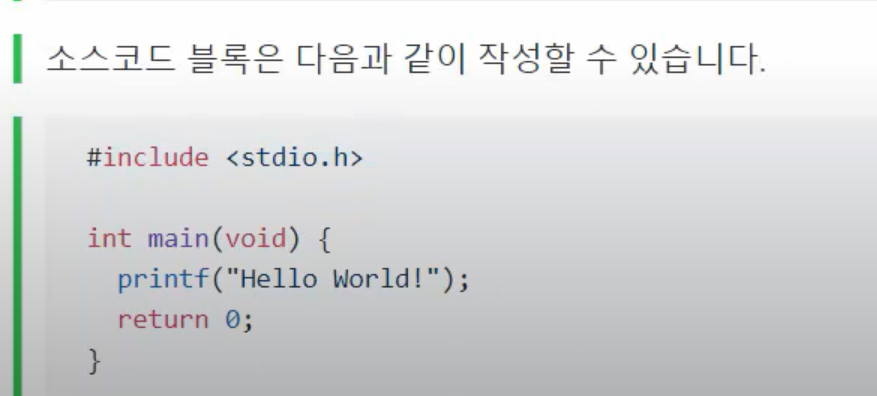 소스코드 블록은 다음과 같이 작성할 수 있습니다.
#include <stdio.h>
int main(void) {
printf("Hello World!");
return 0;
}